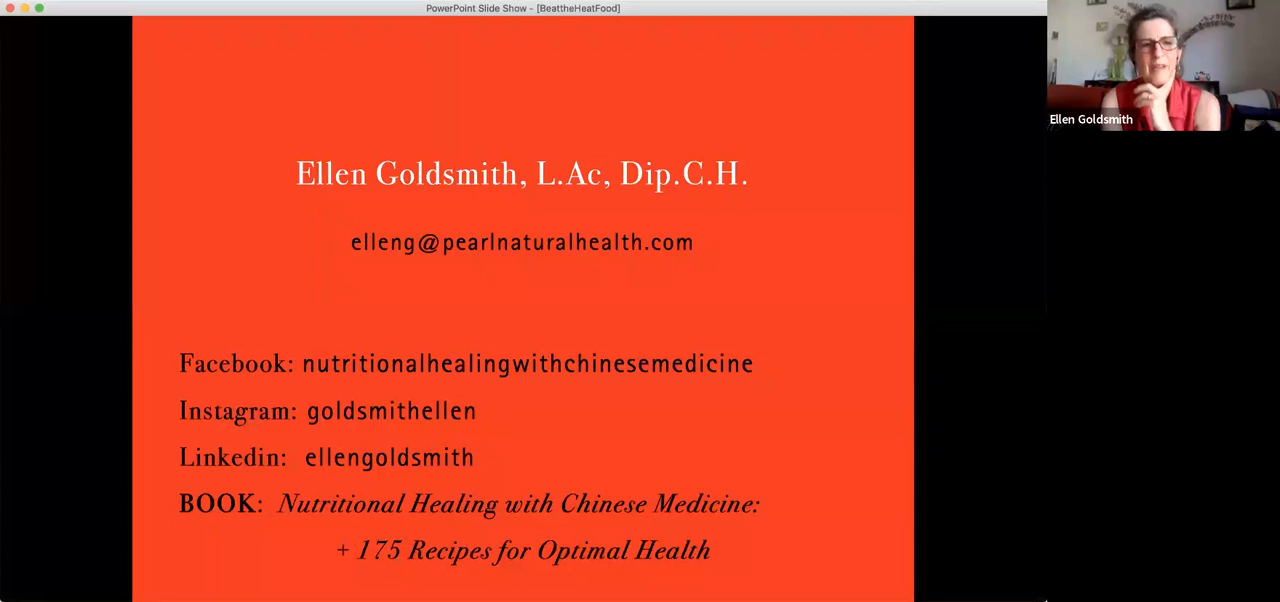 PowerPoint Slide Show - [BeattheHeatFood]
Ellen Goldsmith
Ellen Goldsmith, L.Ac, Dip.C.H.
elleng@pearlnaturalhealth.com
Facebook: nutritionalhealingwithchinesemedicine
Instagram: goldsmithellen
Linkedin: ellengoldsmith
BOOK: Nutritional Healing with Chinese Medicine:
+ 175 Recipes for Optimal Health